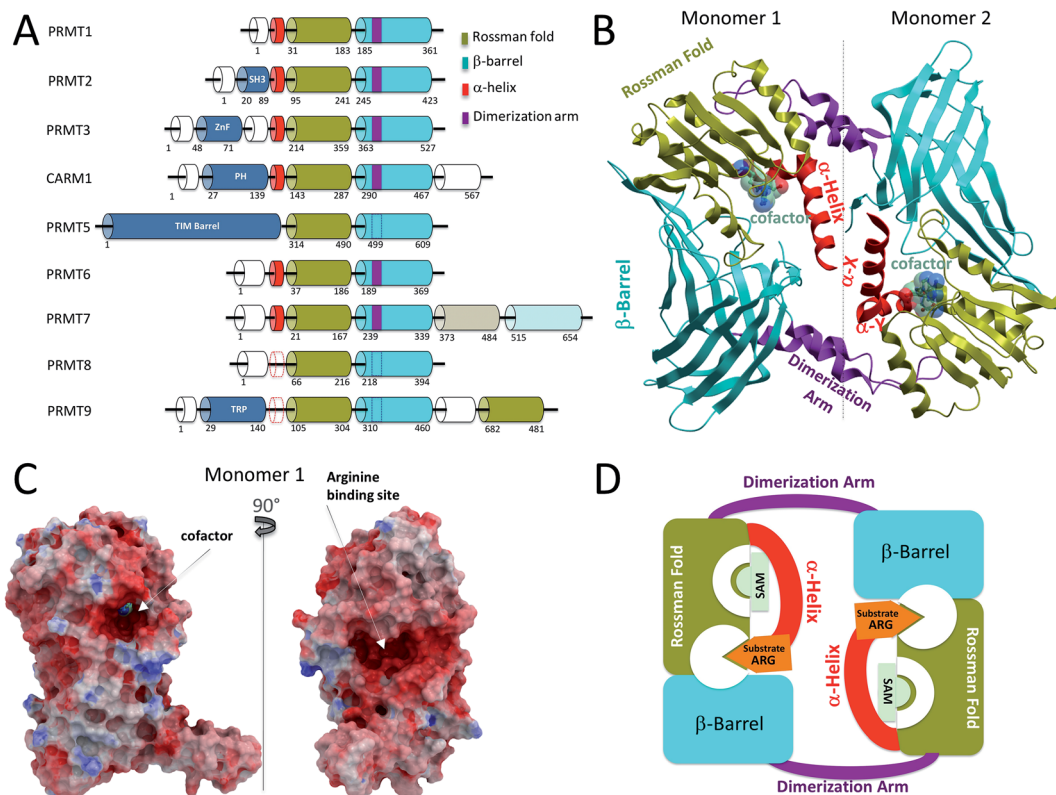 A
PRMT1
1 31 183 185 361
PRMT2
SH3
1 20 89 95 241 245 423
PRMT3
ZnF
1 48 71 214 359 363 527
CARM1
PH
1 27 139 143 287 290 467 567
PRMT5
TIM Barrel
1 314 490 499 609
PRMT6
1 37 186 189 369
PRMT7
1 21 167 239 339 373 484 515 654
PRMT8
1 66 216 218 394
PRMT9
TRP
1 29 140 105 304 310 460 682 481
Rossman fold
β-barrel
α-helix
Dimerization arm
B
Monomer 1
Monomer 2
Rossman Fold
α-Helix
cofactor
α-X
cofactor
α-Y
β-Barrel
Dimerization
Arm
C
Monomer 1
90°
cofactor
Arginine
binding site
D
Dimerization Arm
Rossman Fold
SAM
α-Helix
β-Barrel
Substrate
ARG
Substrate
ARG
α-Helix
SAM
Rossman Fold
β-Barrel
Dimerization Arm